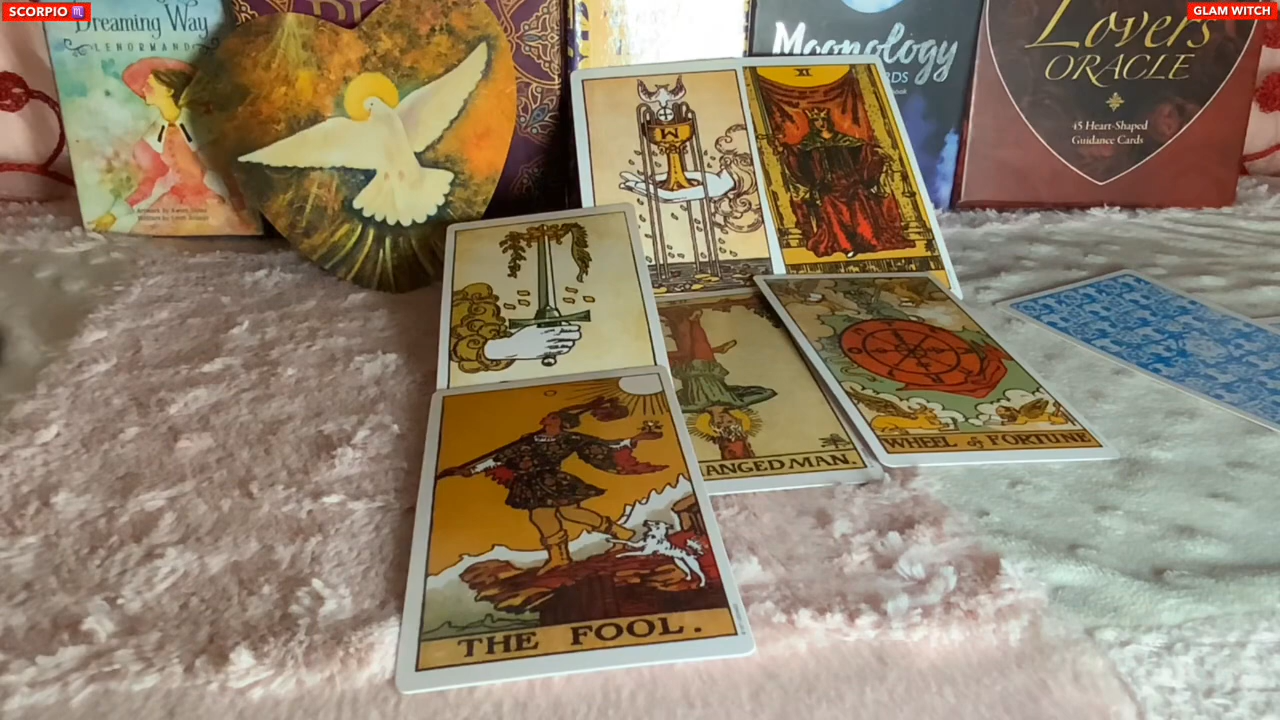 SCORPIO ♏
GLAM WITCH
Dreaming Way
LENORMAND
Moonology
Lovers
ORACLE
45 Heart-Shaped
Guidance Cards
XI
WHEEL of FORTUNE
ANGED MAN.
THE FOOL.